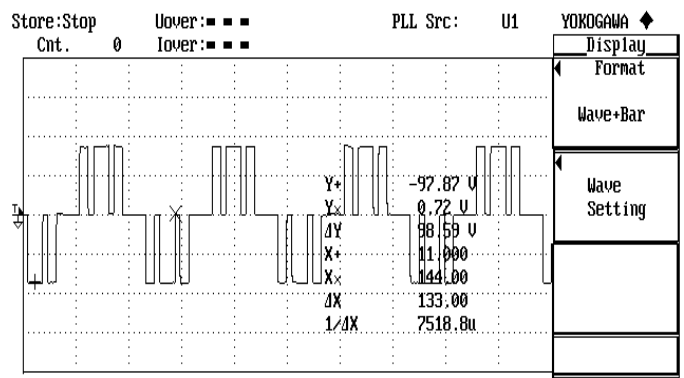 Store:Stop Uover:■ ■ ■ PLL Src: U1 YOKOGAWA ◆
Cnt. 0 Iover:■ ■ ■
Display
Format
Wave+Bar
Wave
Setting
Y+ -97.87 V
Y× 0.72 V
ΔY 98.59 V
X+ 11.000
X× 144.00
ΔX 133.00
1/ΔX 7518.8u